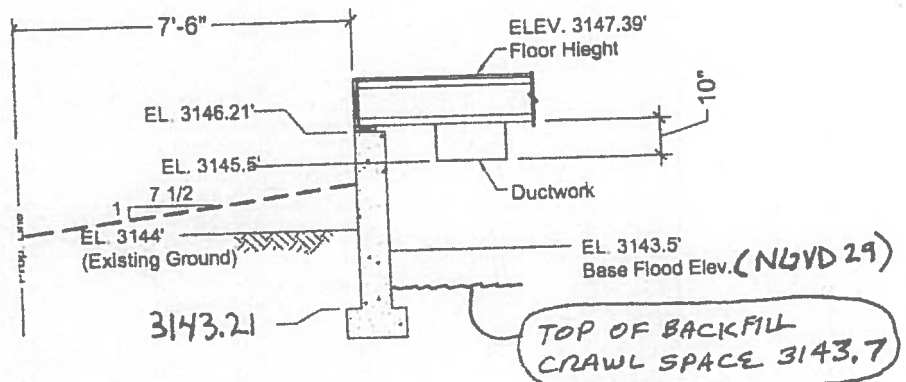 7'-6"
ELEV. 3147.39'
Floor Hieght
EL. 3146.21'
10"
EL. 3145.5'
7 1/2
1
Ductwork
Prop. Line
EL. 3144'
(Existing Ground)
EL. 3143.5'
Base Flood Elev. (NGVD 29)
3143.21
TOP OF BACKFILL
CRAWL SPACE 3143.7